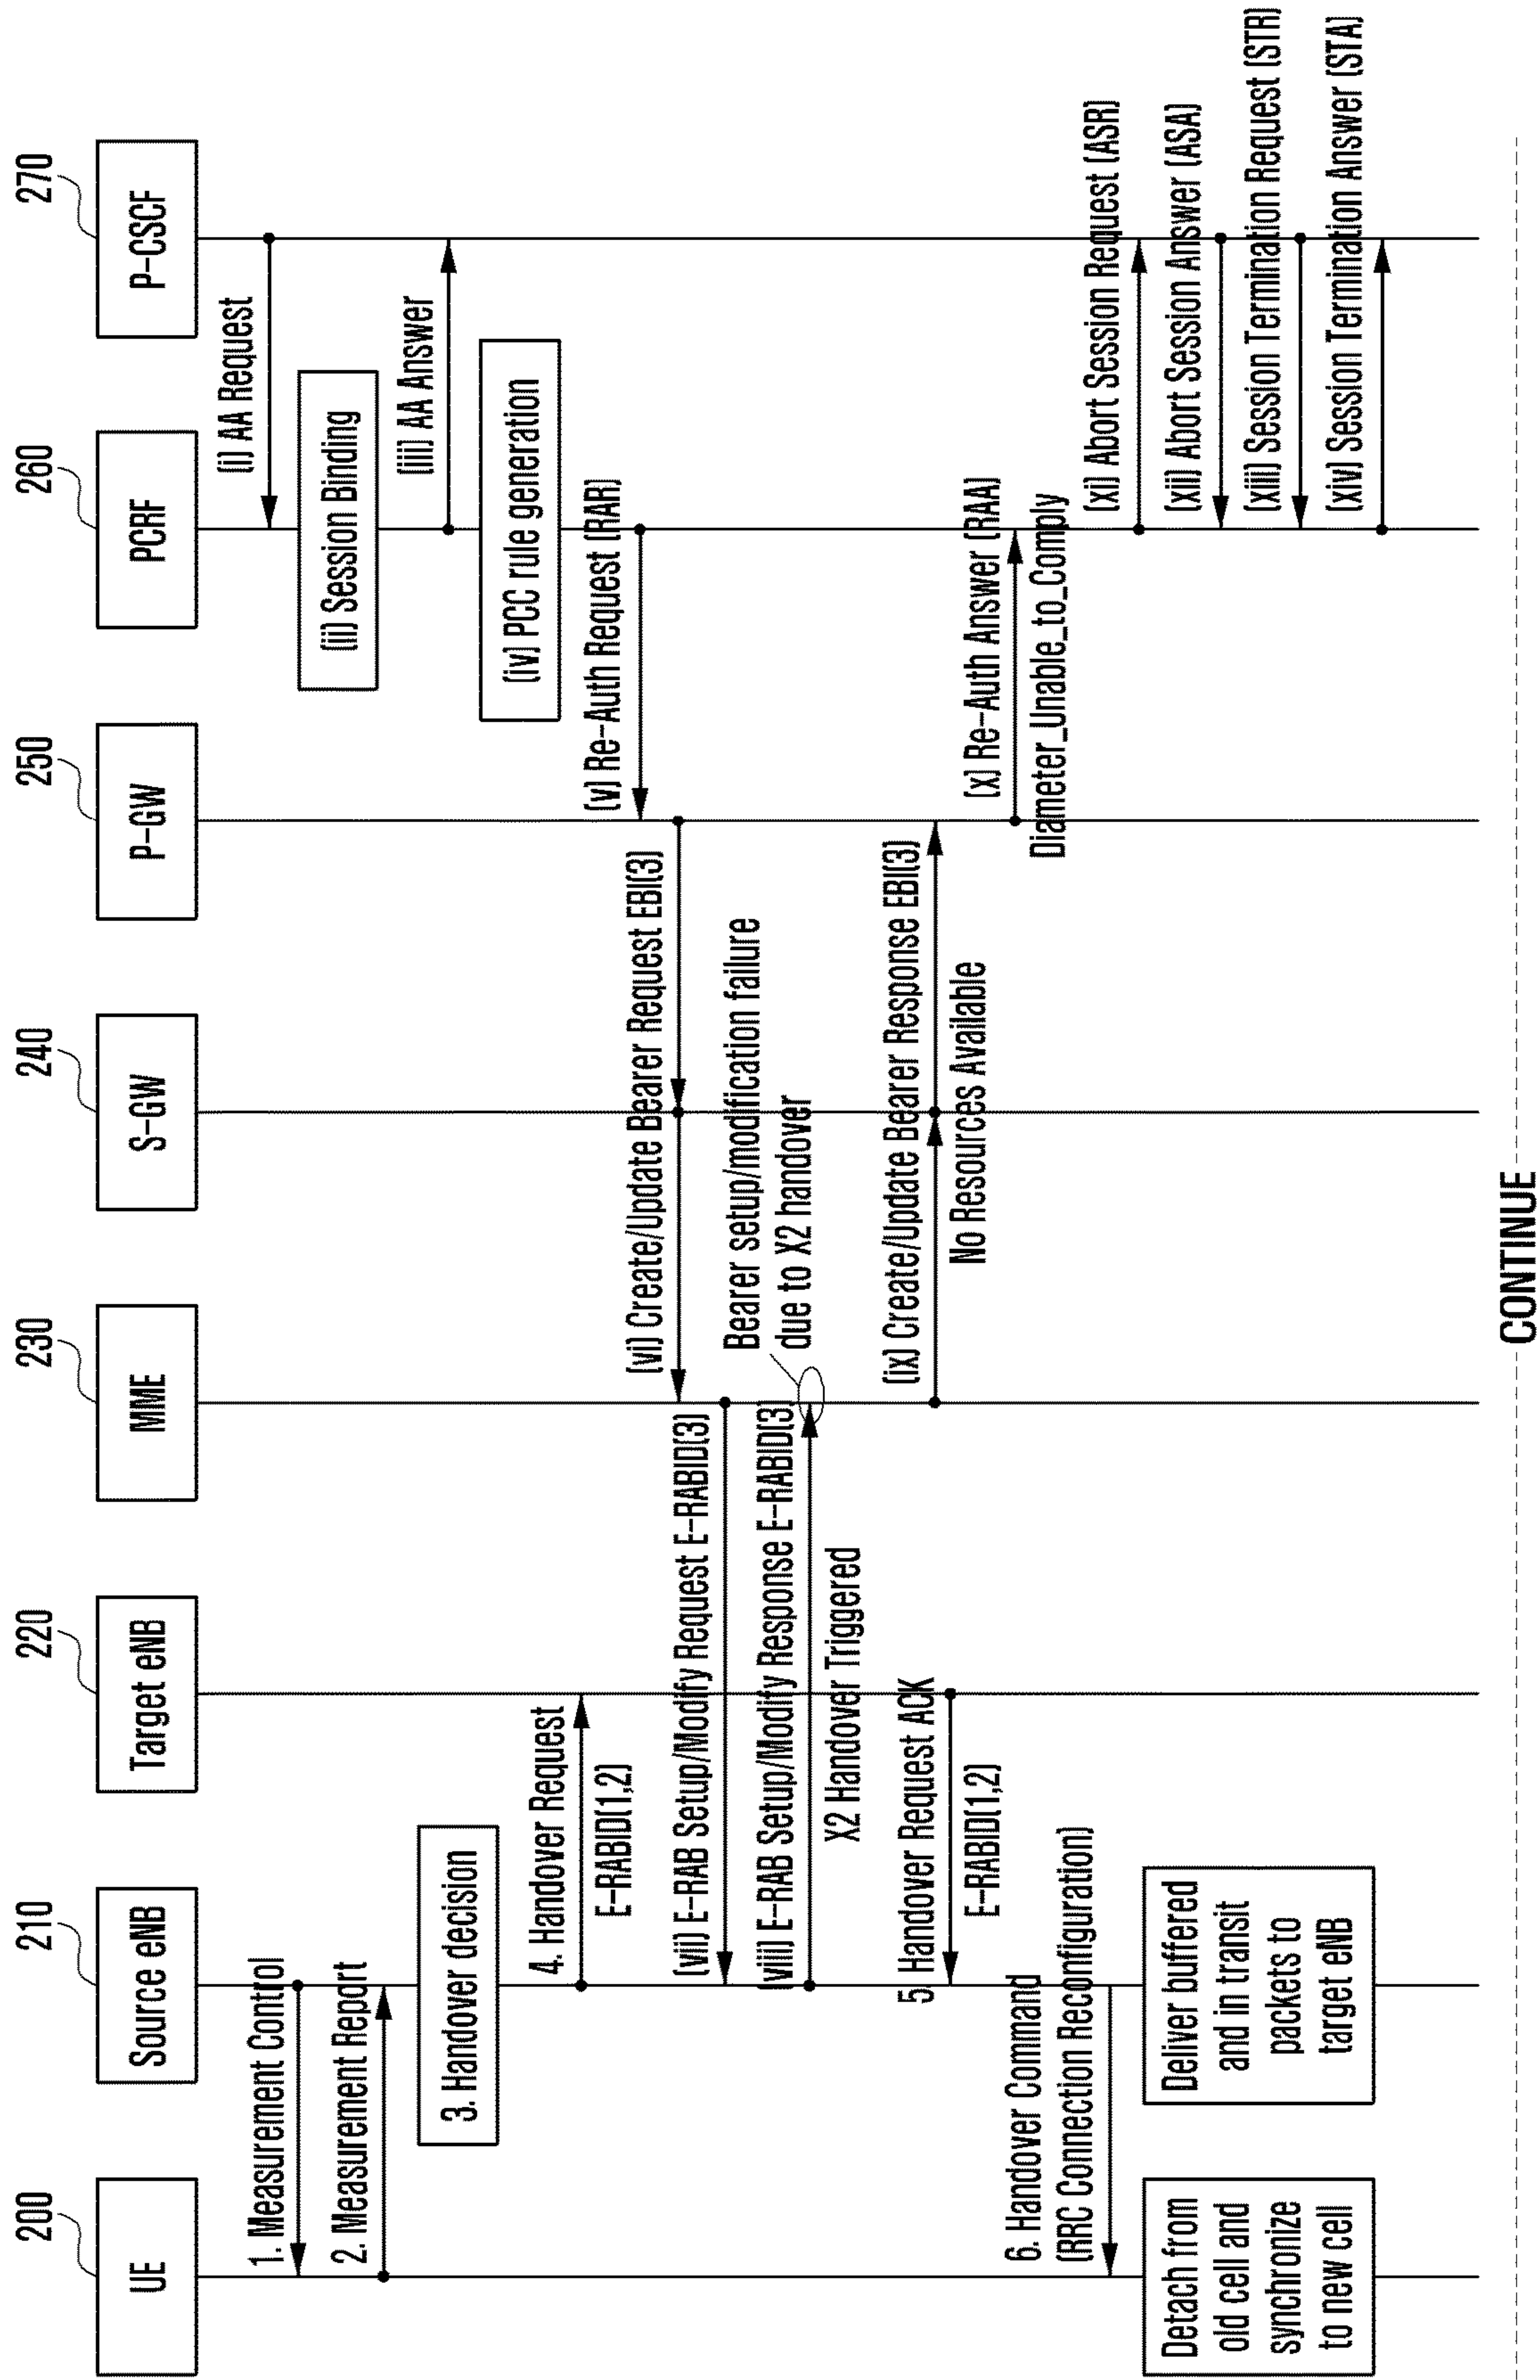 200
210
220
230
240
250
260
270
UE
Source eNB
Target eNB
MME
S-GW
P-GW
PCRF
P-CSCF
1. Measurement Control
(i) AA Request
2. Measurement Report
(ii) Session Binding
3. Handover decision
(iii) AA Answer
(iv) PCC rule generation
4. Handover Request
E-RABID(1,2)
(v) Re-Auth Request (RAR)
(vi) Create/Update Bearer Request EBI(3)
(vii) E-RAB Setup/Modify Request E-RABID(3)
Bearer setup/modification failure
due to X2 handover
(viii) E-RAB Setup/Modify Response E-RABID(3)
X2 Handover Triggered
(ix) Create/Update Bearer Response EBI(3)
No Resources Available
5. Handover Request ACK
E-RABID(1,2)
(x) Re-Auth Answer (RAA)
Diameter_Unable_to_Comply
6. Handover Command
(RRC Connection Reconfiguration)
(xi) Abort Session Request (ASR)
(xii) Abort Session Answer (ASA)
(xiii) Session Termination Request (STR)
(xiv) Session Termination Answer (STA)
Detach from
old cell and
synchronize
to new cell
Deliver buffered
and in transit
packets to
target eNB
CONTINUE